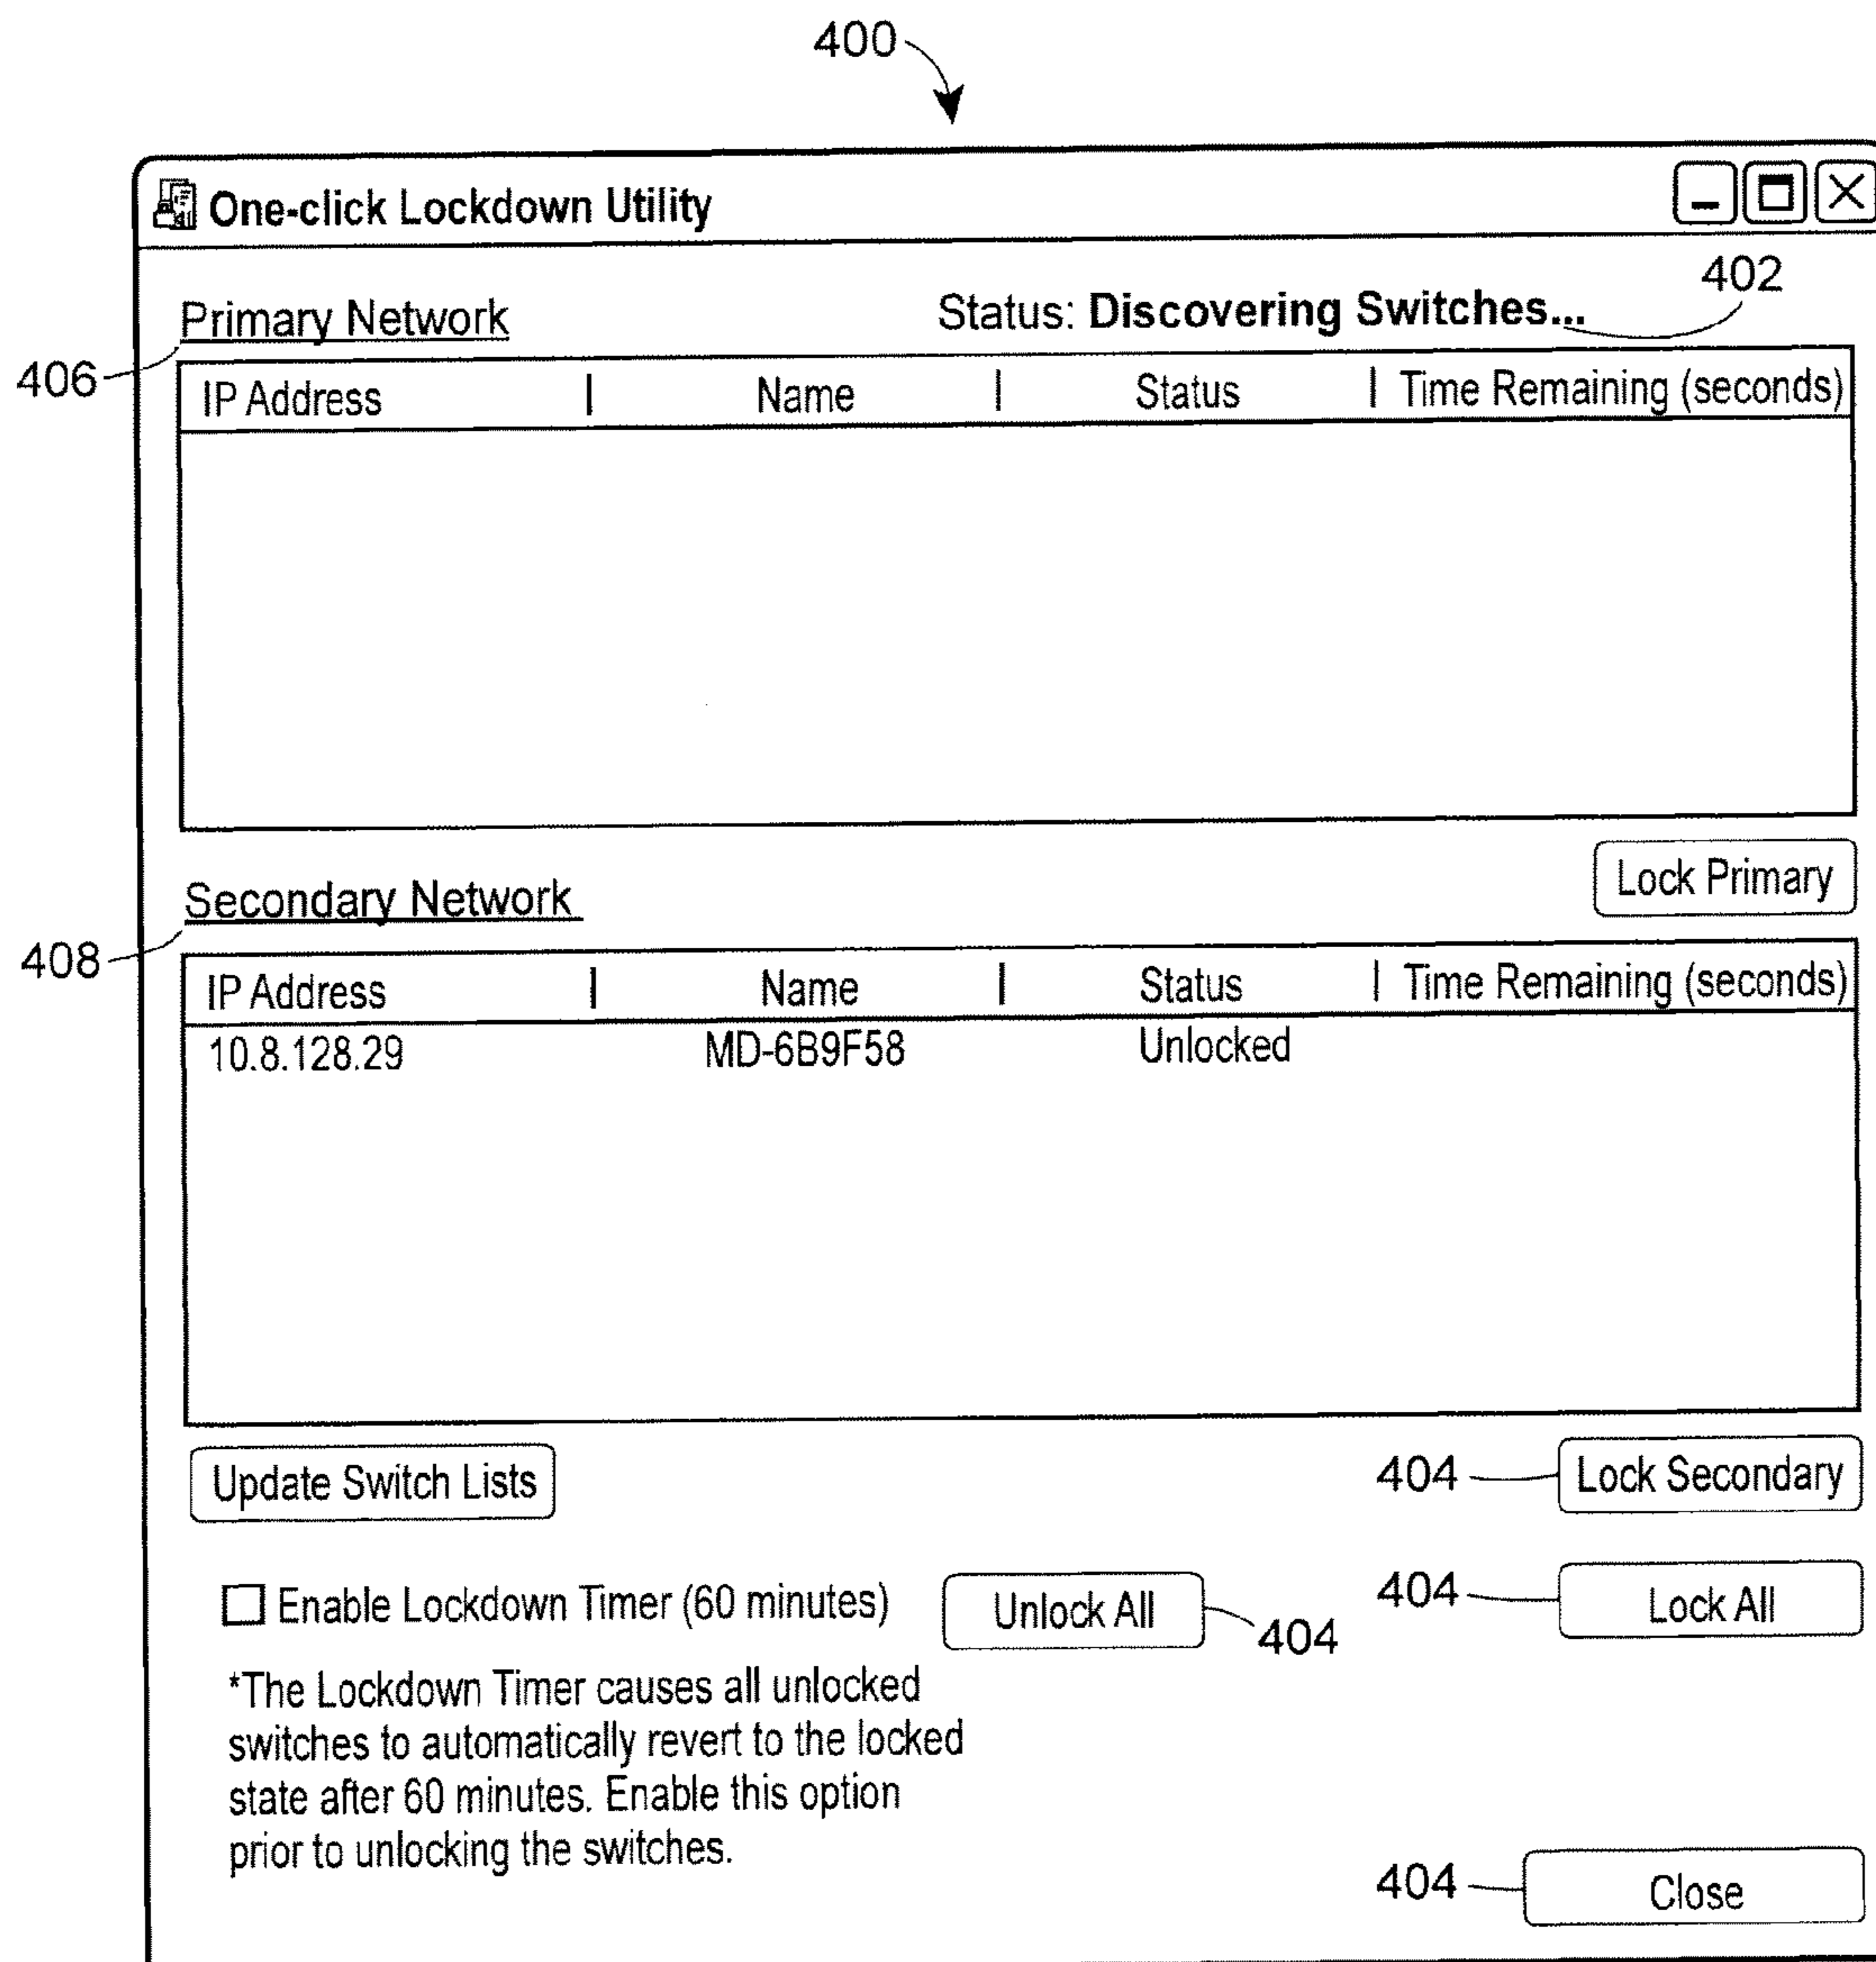 400
One-click Lockdown Utility
402
Primary Network Status: Discovering Switches...
406
IP Address | Name | Status | Time Remaining (seconds)
Lock Primary
Secondary Network
408
IP Address | Name | Status | Time Remaining (seconds)
10.8.128.29 MD-6B9F58 Unlocked
Update Switch Lists 404 Lock Secondary
Enable Lockdown Timer (60 minutes) Unlock All 404 404 Lock All
*The Lockdown Timer causes all unlocked
switches to automatically revert to the locked
state after 60 minutes. Enable this option
prior to unlocking the switches.
404 Close